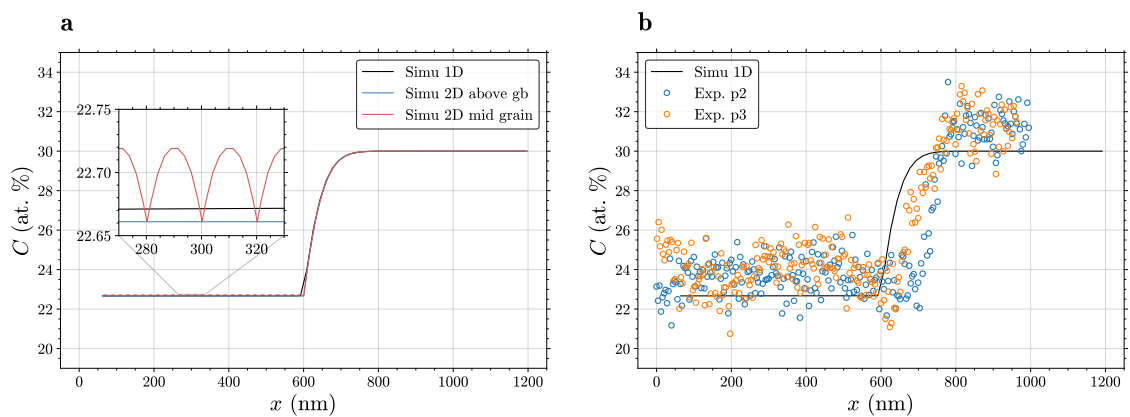 a
34
32
30
28
26
24
22
20
C (at. %)
0 200 400 600 800 1000 1200
x (nm)
Simu 1D
Simu 2D above gb
Simu 2D mid grain
22.75
22.70
22.65
280 300 320
b
34
32
30
28
26
24
22
20
C (at. %)
0 200 400 600 800 1000 1200
x (nm)
Simu 1D
Exp. p2
Exp. p3